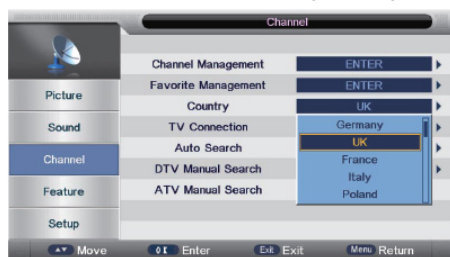 Channel
Channel Management ENTER
Favorite Management ENTER
Country UK
TV Connection
Auto Search
DTV Manual Search
ATV Manual Search
Germany
UK
France
Italy
Poland
Picture
Sound
Channel
Feature
Setup
Move Enter Exit Exit Menu Return